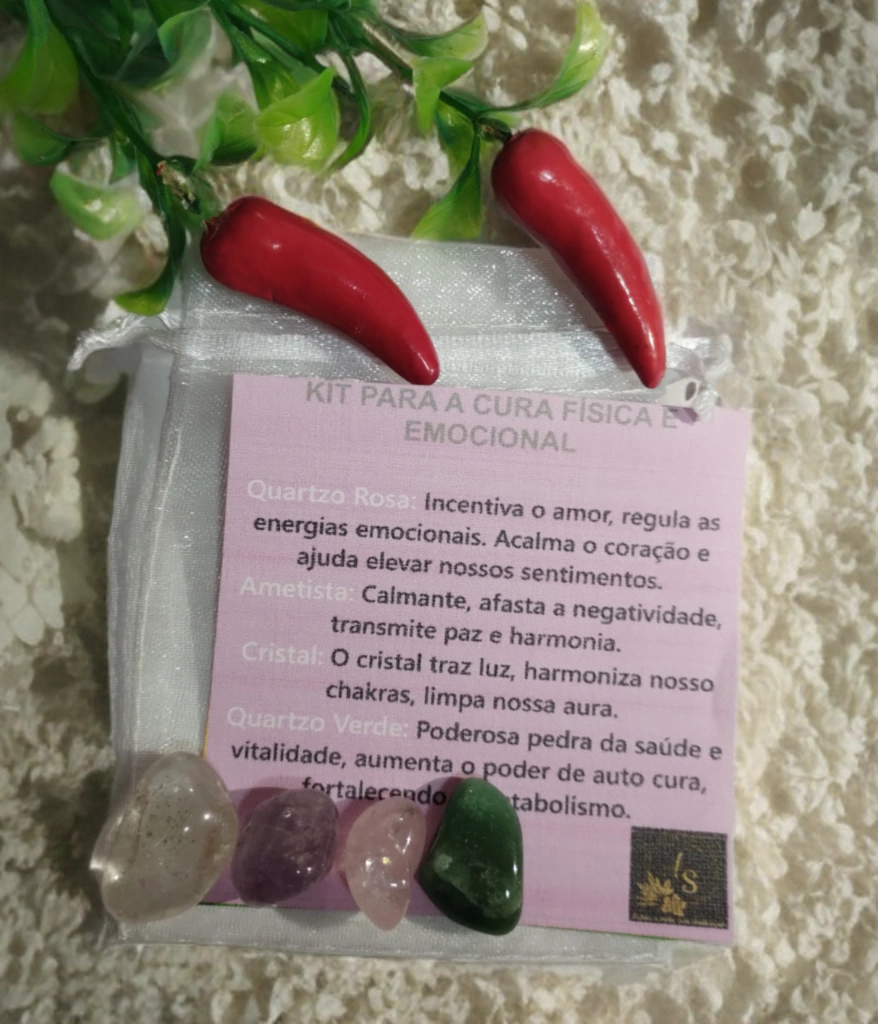 KIT PARA A CURA FÍSICA E
EMOCIONAL
Quartzo Rosa: Incentiva o amor, regula as
energias emocionais. Acalma o coração e
ajuda elevar nossos sentimentos.
Ametista: Calmante, afasta a negatividade,
transmite paz e harmonia.
Cristal: O cristal traz luz, harmoniza nosso
chakras, limpa nossa aura.
Quartzo Verde: Poderosa pedra da saúde e
vitalidade, aumenta o poder de auto cura,
fortalecendo tabolismo.
S